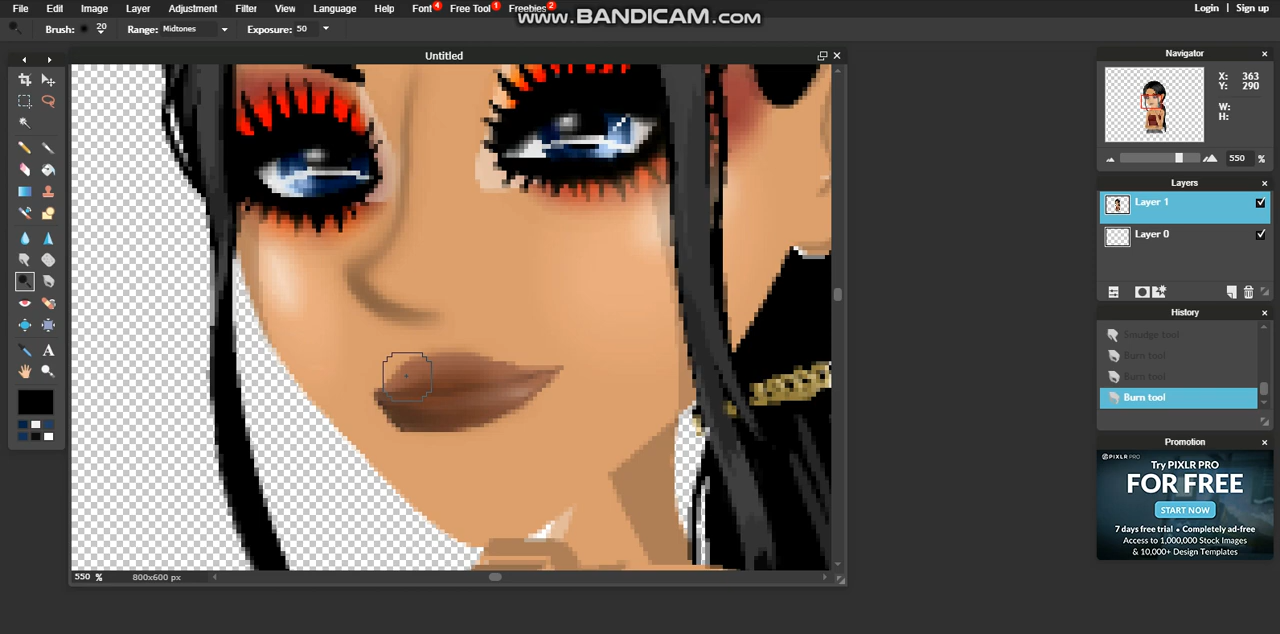 File Edit Image Layer Adjustment Filter View Language Help Font 4 Free Tool 1 Freebies 2 Login | Sign up
www.BANDICAM.com
Brush: 20 Range: Midtones Exposure: 50
Untitled
Navigator
X: 363
Y: 290
W:
H:
550 %
Layers
Layer 1
Layer 0
History
Smudge tool
Burn tool
Burn tool
Burn tool
Promotion
PIXLR PRO
Try PIXLR PRO
FOR FREE
START NOW
7 days free trial • Completely ad-free
Access to 1,000,000 Stock Images
& 10,000+ Design Templates
A
550 % 800x600 px